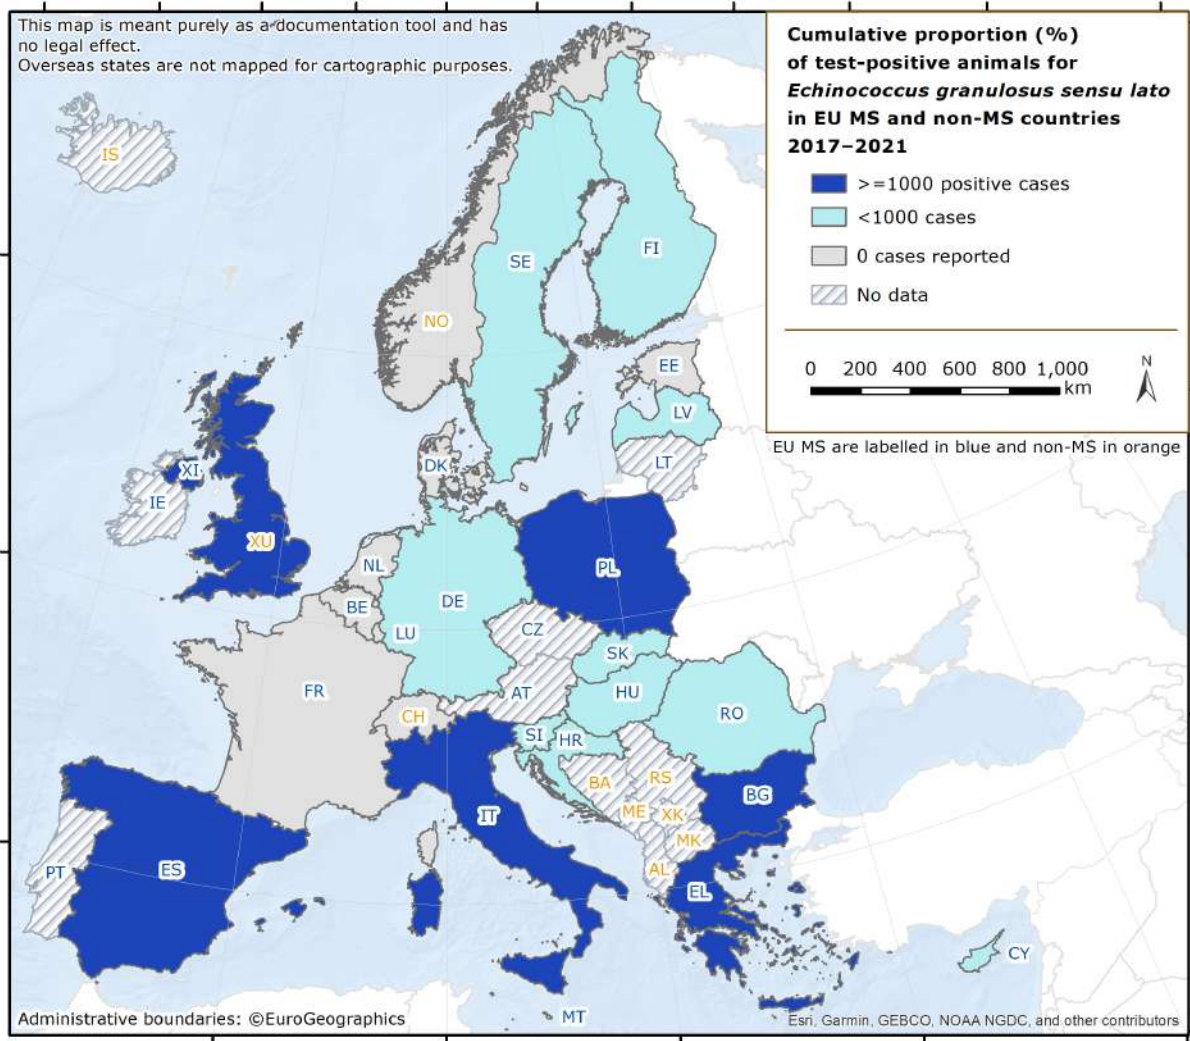 This map is meant purely as a documentation tool and has
no legal effect.
Overseas states are not mapped for cartographic purposes.
Cumulative proportion (%)
of test-positive animals for
Echinococcus granulosus sensu lato
in EU MS and non-MS countries
2017–2021
>=1000 positive cases
<1000 cases
0 cases reported
No data
0 200 400 600 800 1,000
km
N
EU MS are labelled in blue and non-MS in orange
IS
SE
FI
NO
EE
LV
LT
DK
XI
IE
XU
NL
PL
BE
DE
LU
CZ
SK
FR
AT
HU
CH
RO
SI
HR
BA
RS
BG
IT
ME
XK
MK
PT
ES
AL
EL
CY
MT
Administrative boundaries: ©EuroGeographics
Esri, Garmin, GEBCO, NOAA NGDC, and other contributors